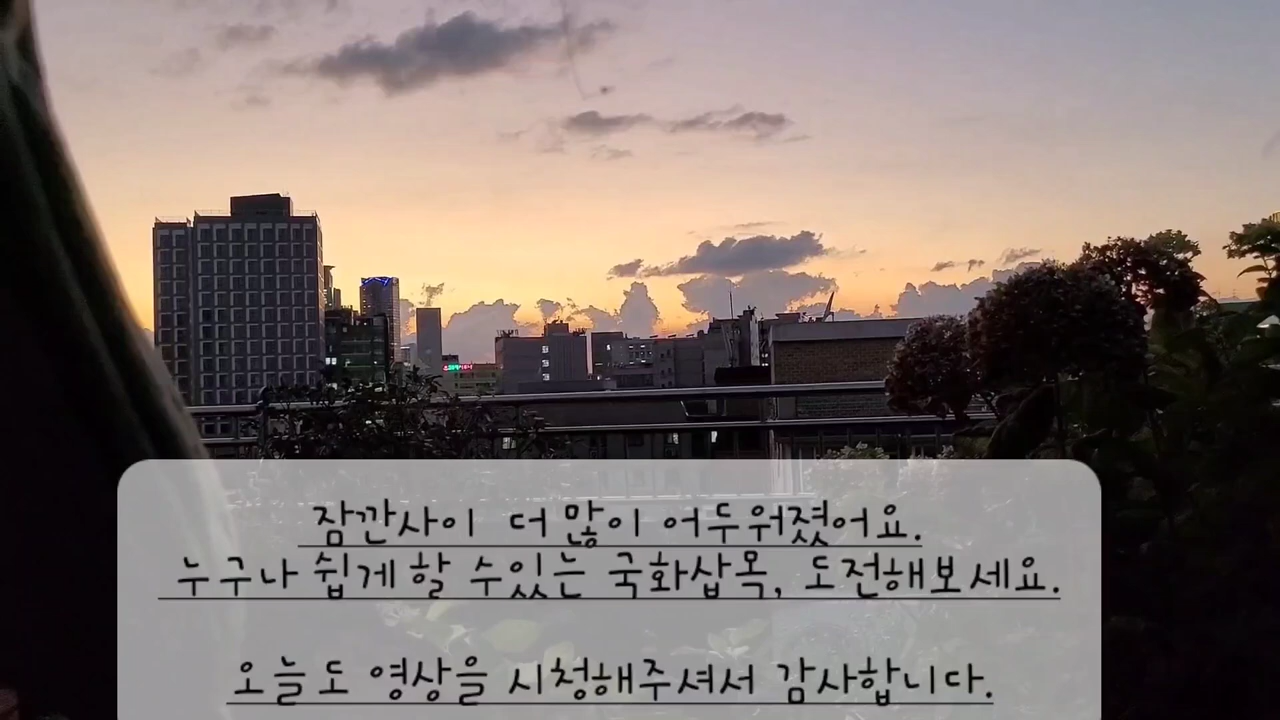 잠깐사이 더 많이 어두워졌어요.
누구나 쉽게 할 수있는 국화삽목, 도전해보세요.
오늘도 영상을 시청해주셔서 감사합니다.